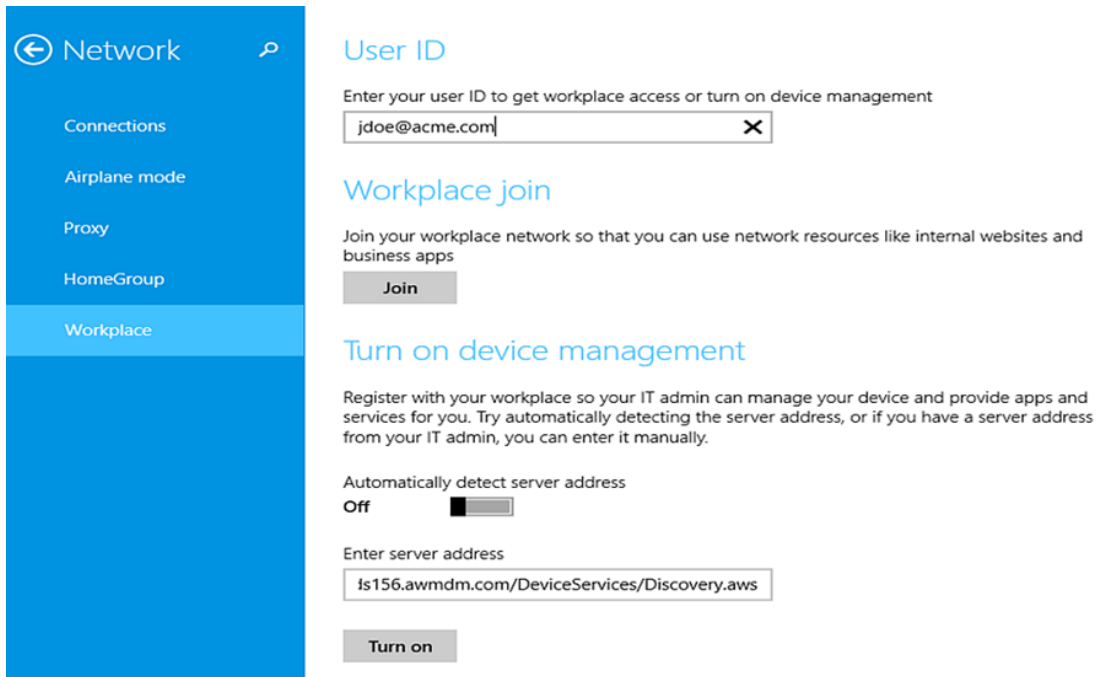 Network
Connections
Airplane mode
Proxy
HomeGroup
Workplace
User ID
Enter your user ID to get workplace access or turn on device management
jdoe@acme.com
Workplace join
Join your workplace network so that you can use network resources like internal websites and
business apps
Join
Turn on device management
Register with your workplace so your IT admin can manage your device and provide apps and
services for you. Try automatically detecting the server address, or if you have a server address
from your IT admin, you can enter it manually.
Automatically detect server address
Off
Enter server address
ds156.awmdm.com/DeviceServices/Discovery.aws
Turn on